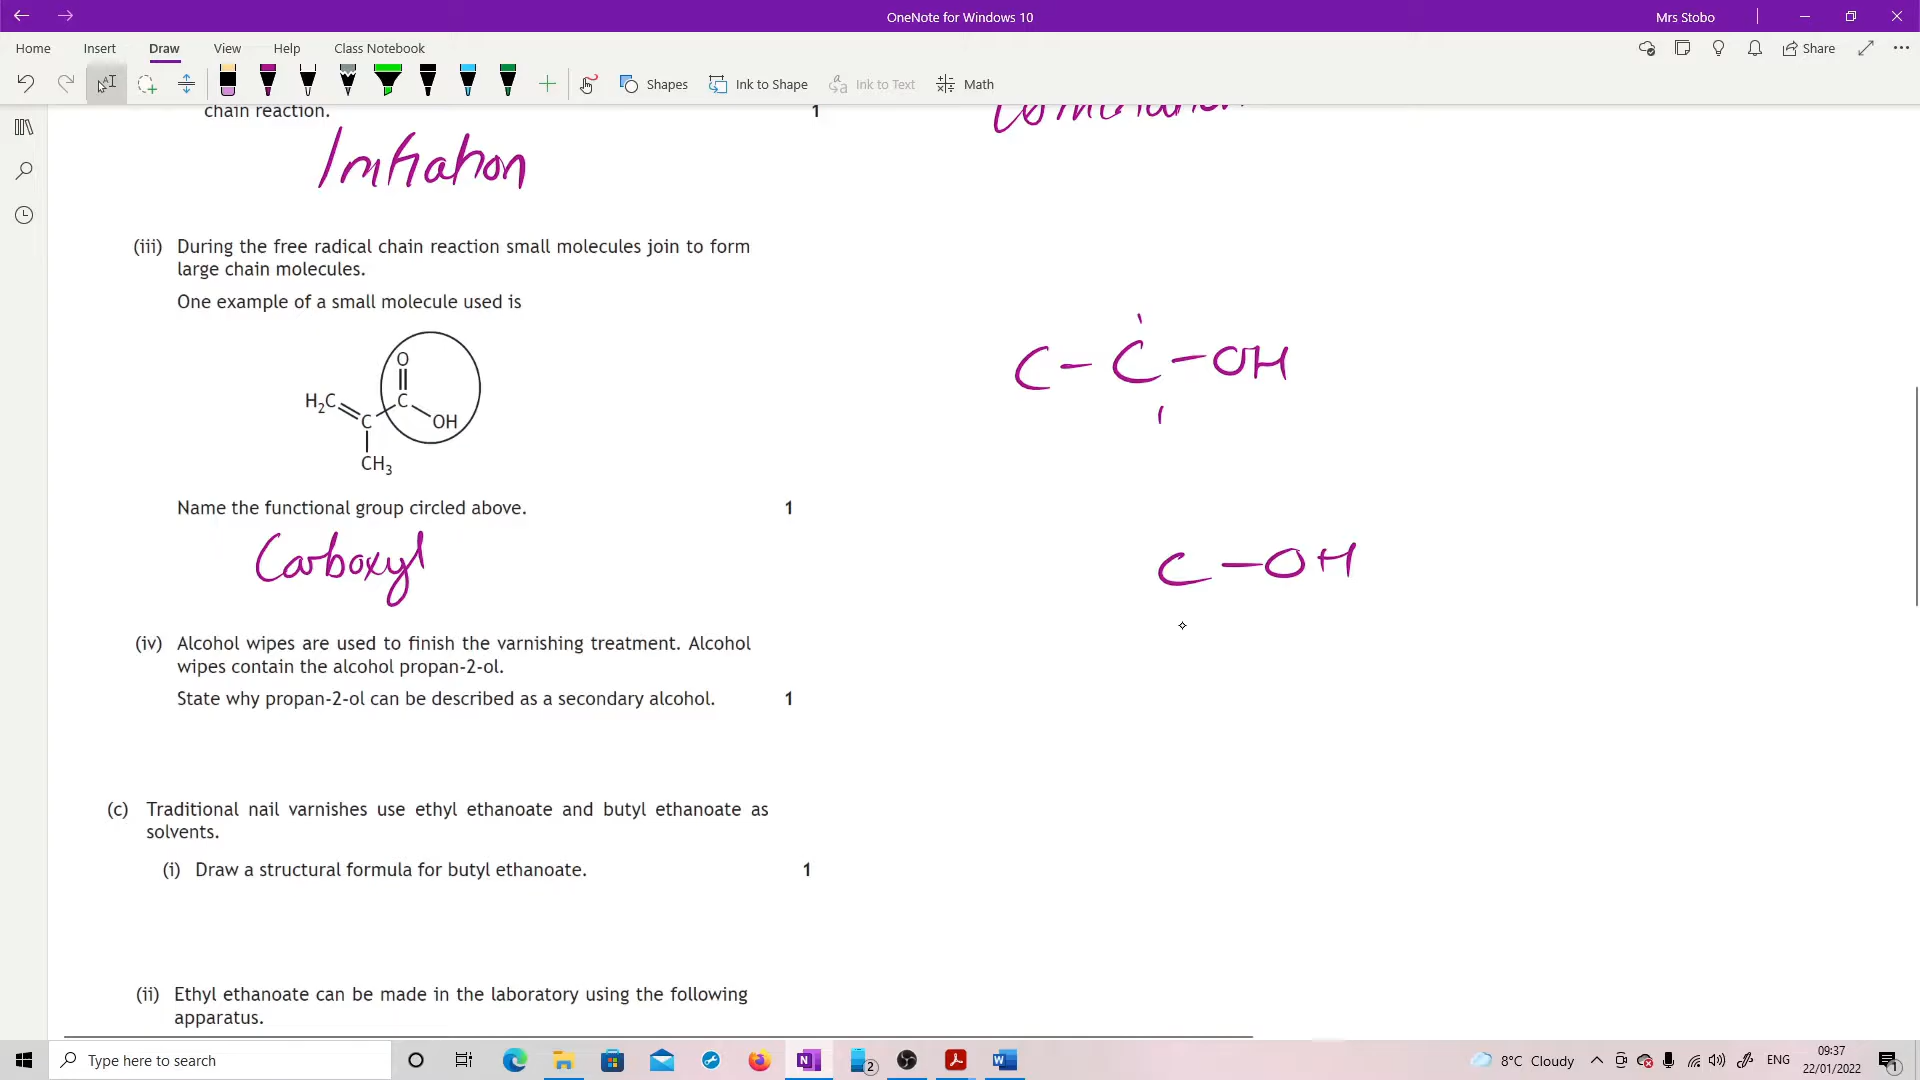 OneNote for Windows 10
Mrs Stobo
Home Insert Draw View Help Class Notebook
Share
Shapes Ink to Shape Ink to Text Math
chain reaction. 1
Initiation
(iii) During the free radical chain reaction small molecules join to form
large chain molecules.
One example of a small molecule used is
O
H2C C C OH
CH3
C - C - OH
Name the functional group circled above. 1
Carboxyl
C - OH
(iv) Alcohol wipes are used to finish the varnishing treatment. Alcohol
wipes contain the alcohol propan-2-ol.
State why propan-2-ol can be described as a secondary alcohol. 1
(c) Traditional nail varnishes use ethyl ethanoate and butyl ethanoate as
solvents.
(i) Draw a structural formula for butyl ethanoate. 1
(ii) Ethyl ethanoate can be made in the laboratory using the following
apparatus.
Type here to search
8°C Cloudy
ENG
09:37
22/01/2022